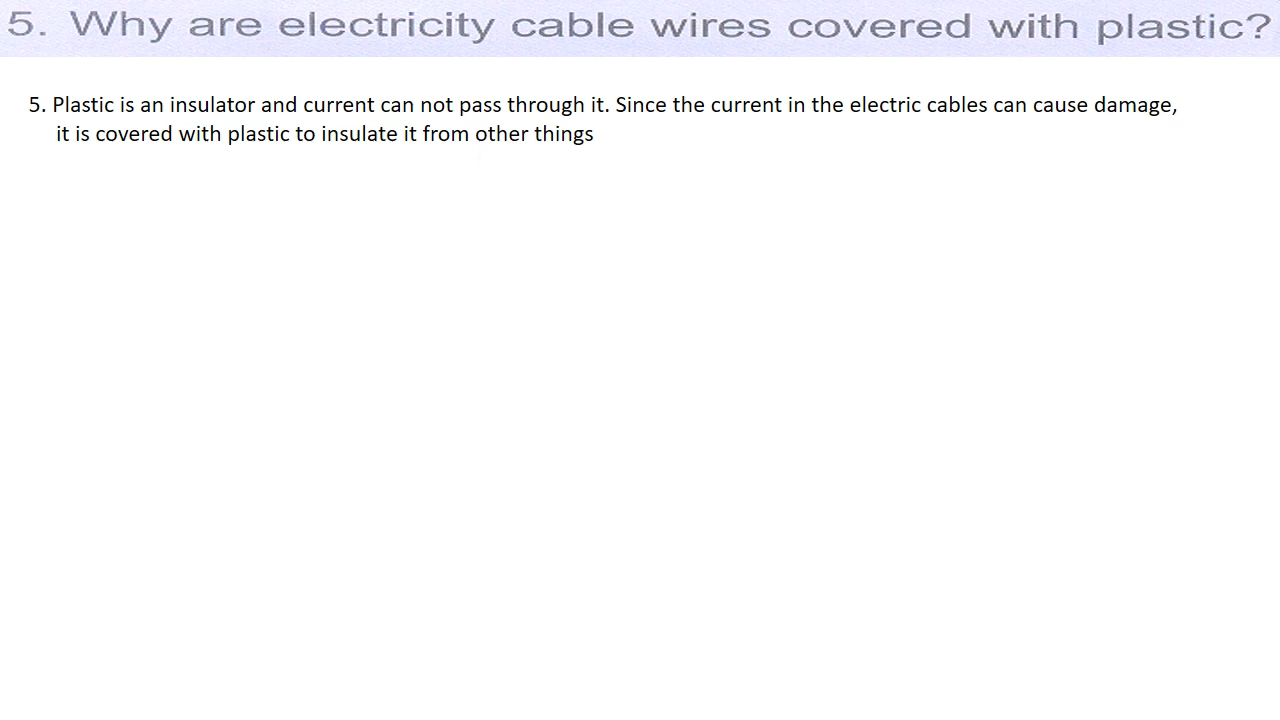 5. Why are electricity cable wires covered with plastic?
5. Plastic is an insulator and current can not pass through it. Since the current in the electric cables can cause damage,
it is covered with plastic to insulate it from other things